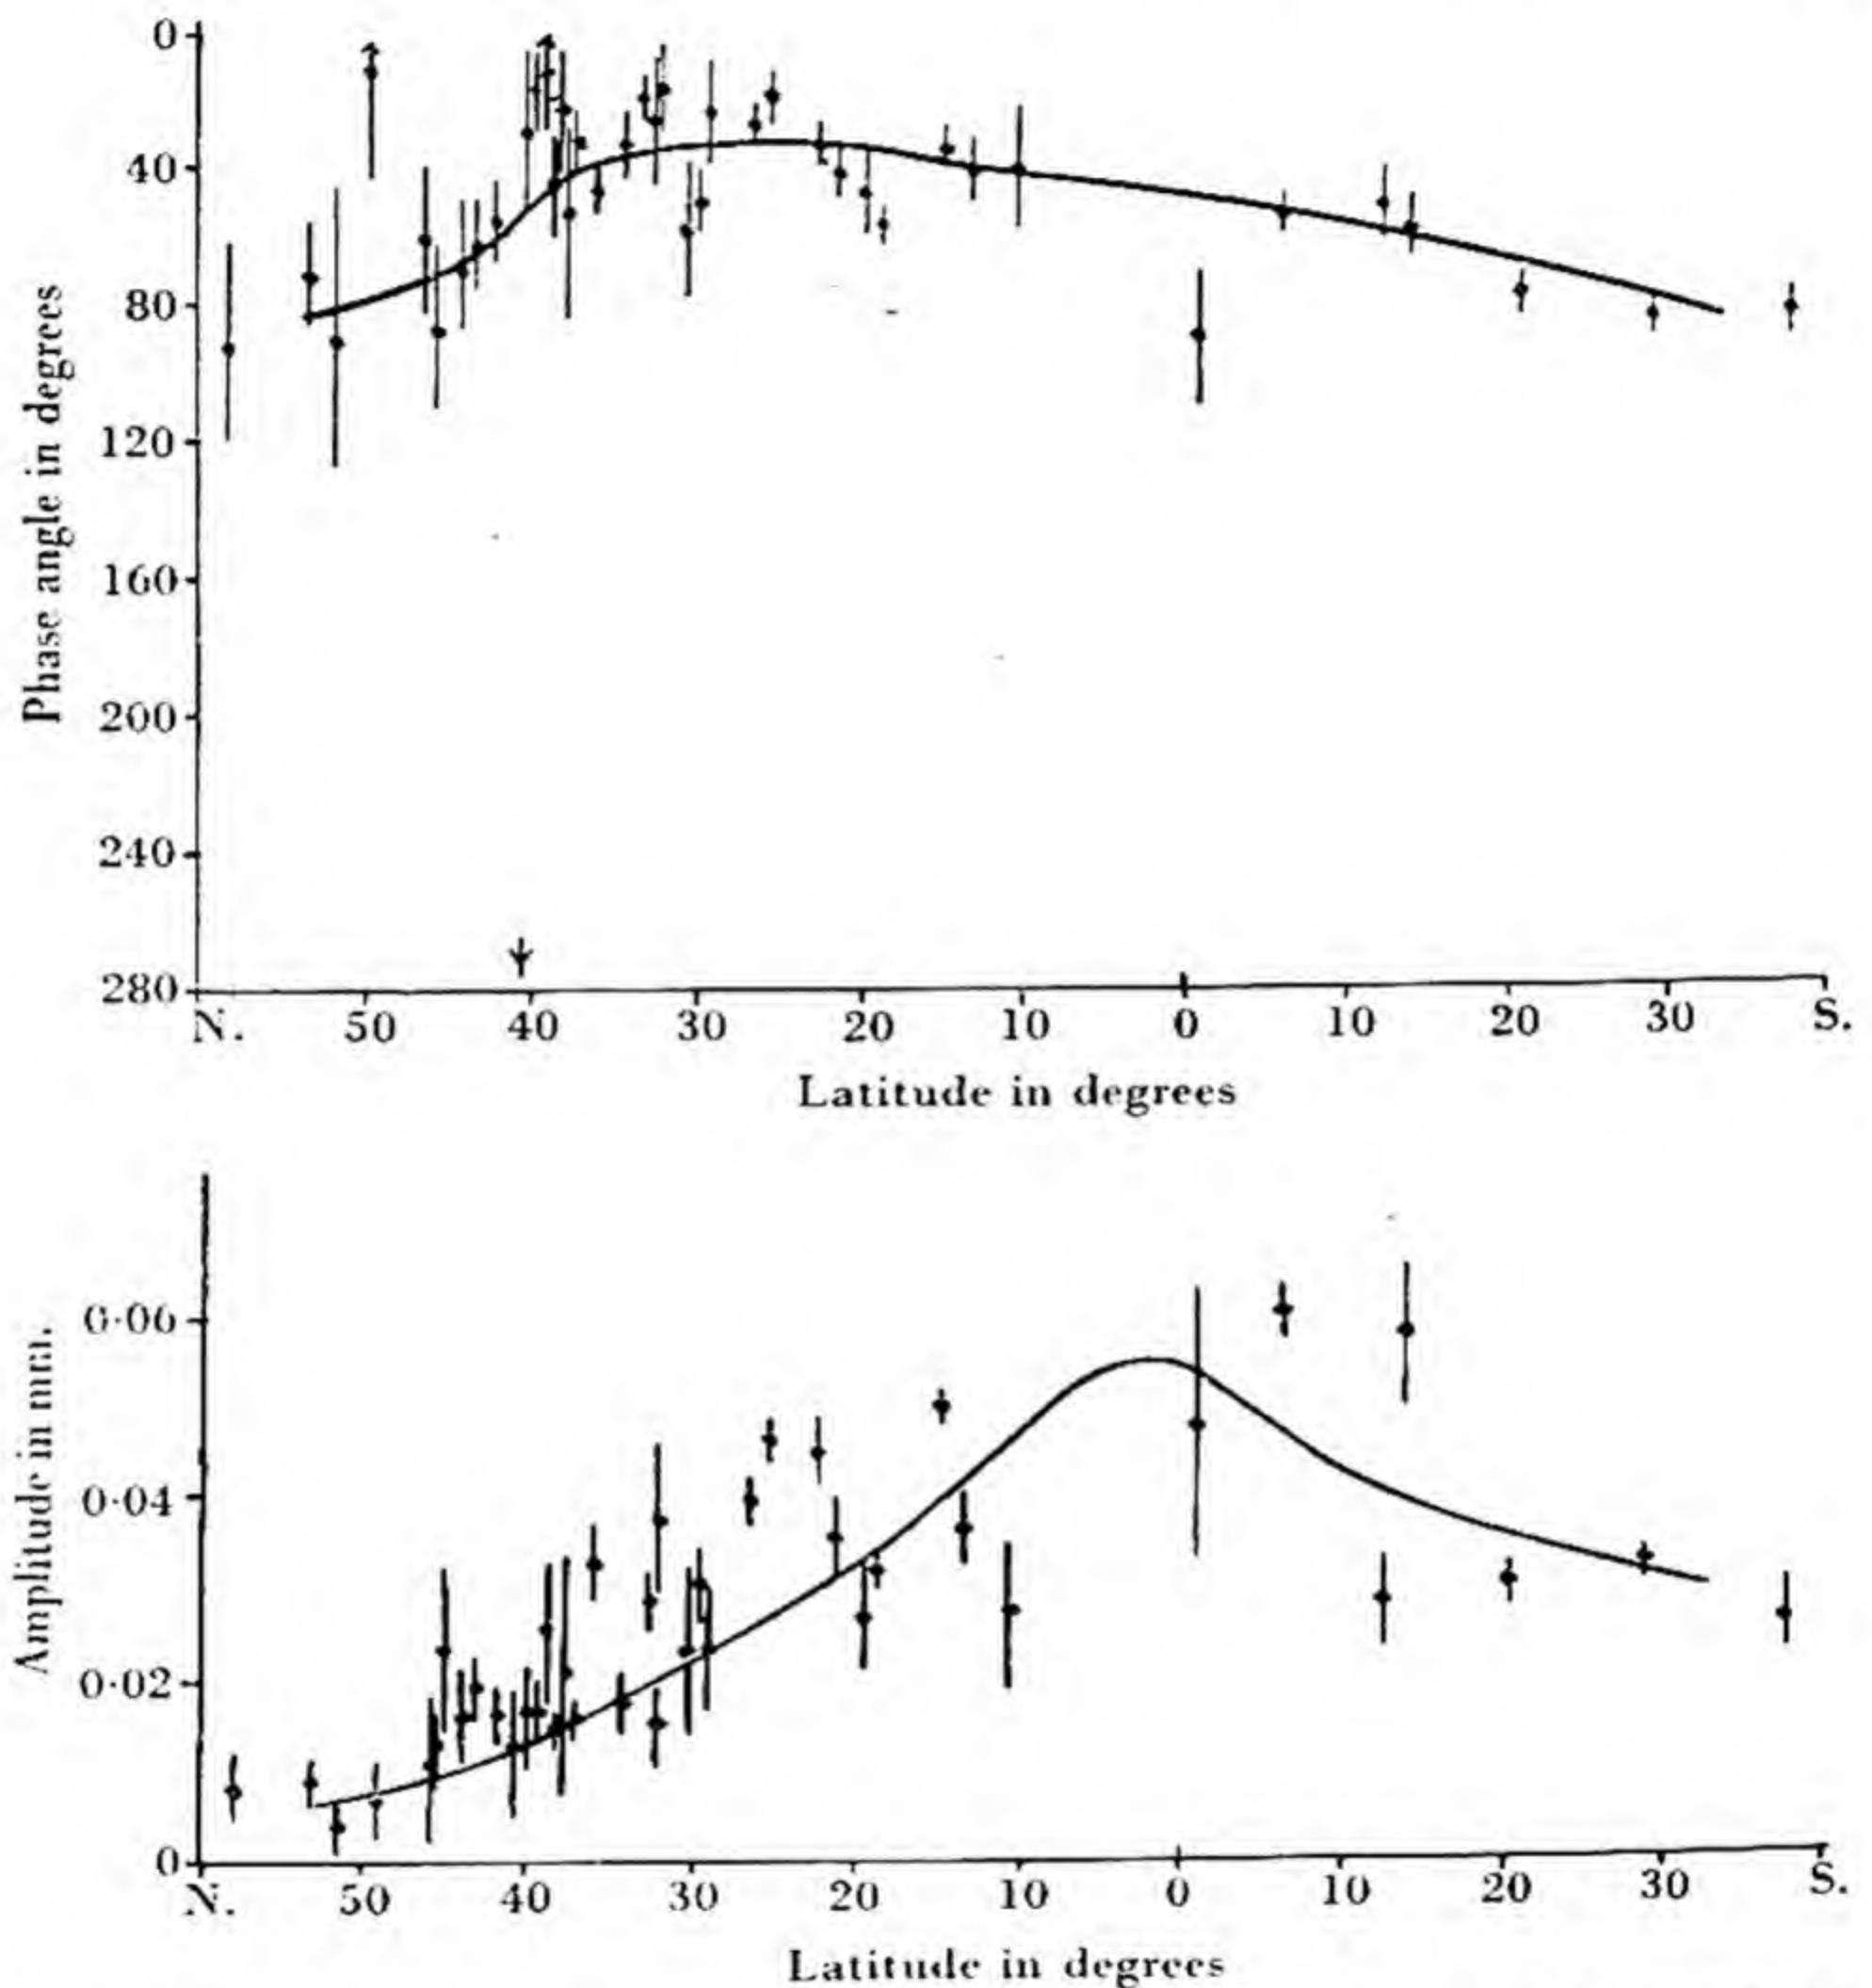 0
40
80
120
160
200
240
280
Phase angle in degrees
N. 50 40 30 20 10 0 10 20 30 S.
Latitude in degrees
0·06
0·04
0·02
0
Amplitude in mm.
N. 50 40 30 20 10 0 10 20 30 S.
Latitude in degrees